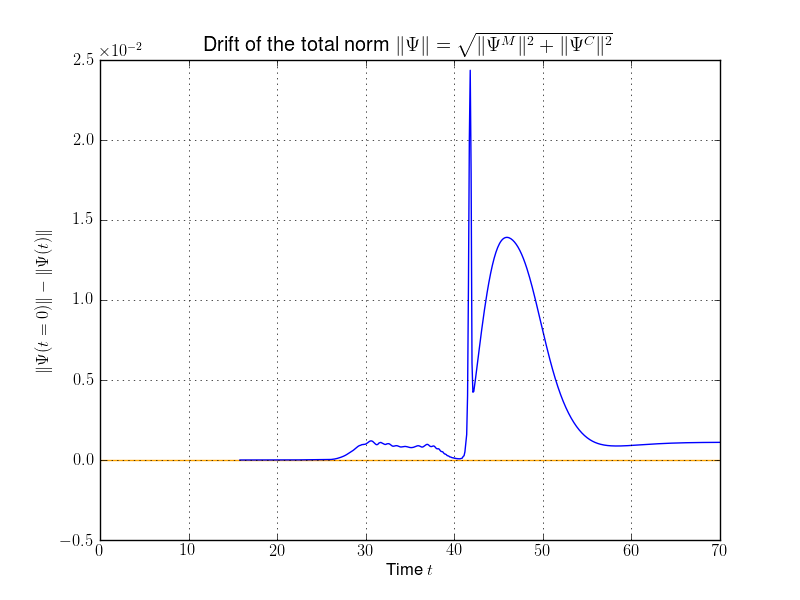 Drift of the total norm ‖Ψ‖ = √‖Ψ^M‖² + ‖Ψ^C‖²
×10⁻²
2.5
2.0
1.5
1.0
0.5
0.0
−0.5
‖Ψ(t = 0)‖ − ‖Ψ(t)‖
0 10 20 30 40 50 60 70
Time t